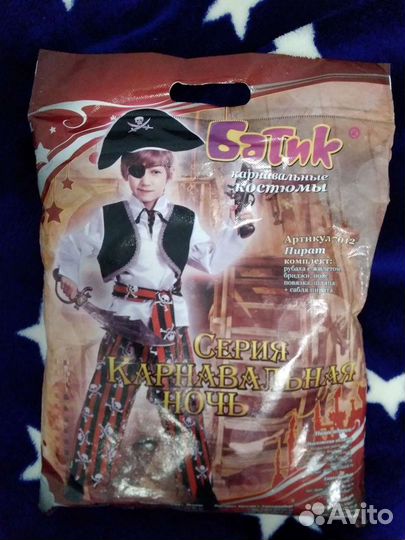 Батик®
карнавальные
костюмы
Артикул-612
Пират
комплект:
рубаха с жилетом,
бриджи, пояс,
повязка, шляпа
+ сабля пирата
Серия
Карнавальная
ночь
Avito